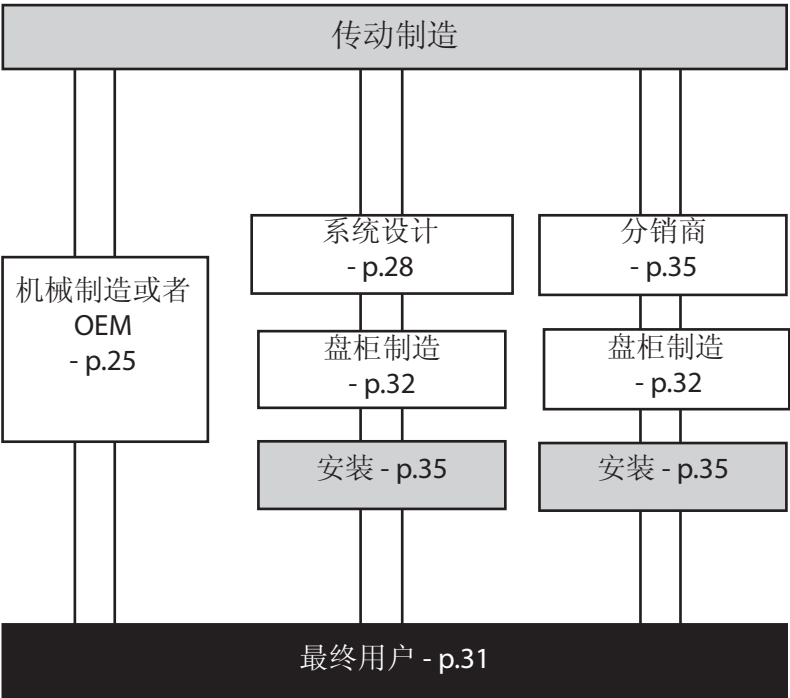 传动制造
机械制造或者
OEM
- p.25
系统设计
- p.28
盘柜制造
- p.32
安装 - p.35
分销商
- p.35
盘柜制造
- p.32
安装 - p.35
最终用户 - p.31